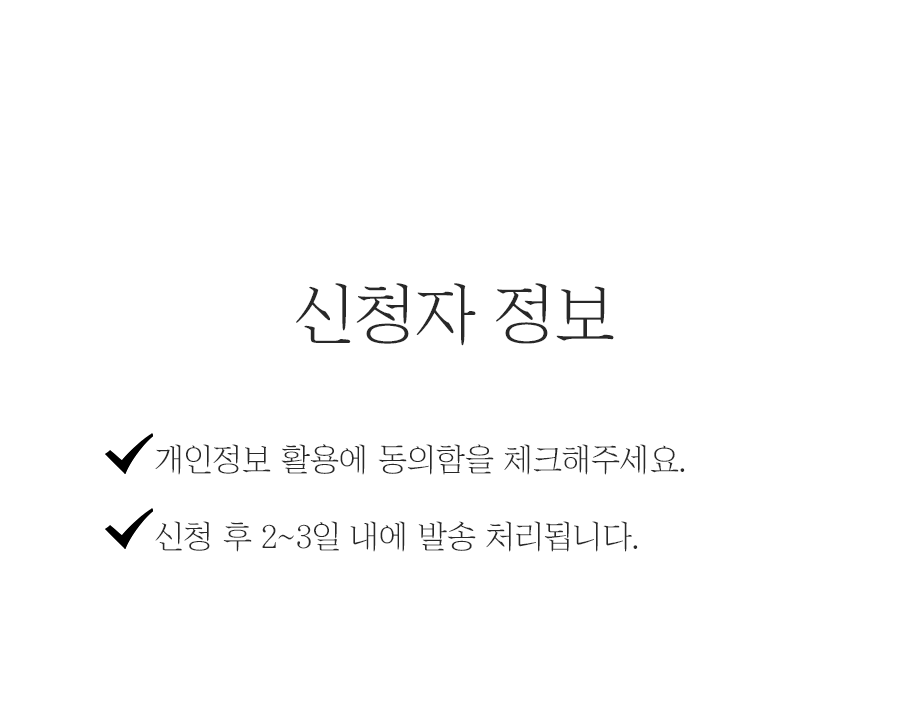 신청자 정보
개인정보 활용에 동의함을 체크해주세요.
신청 후 2~3일 내에 발송 처리됩니다.